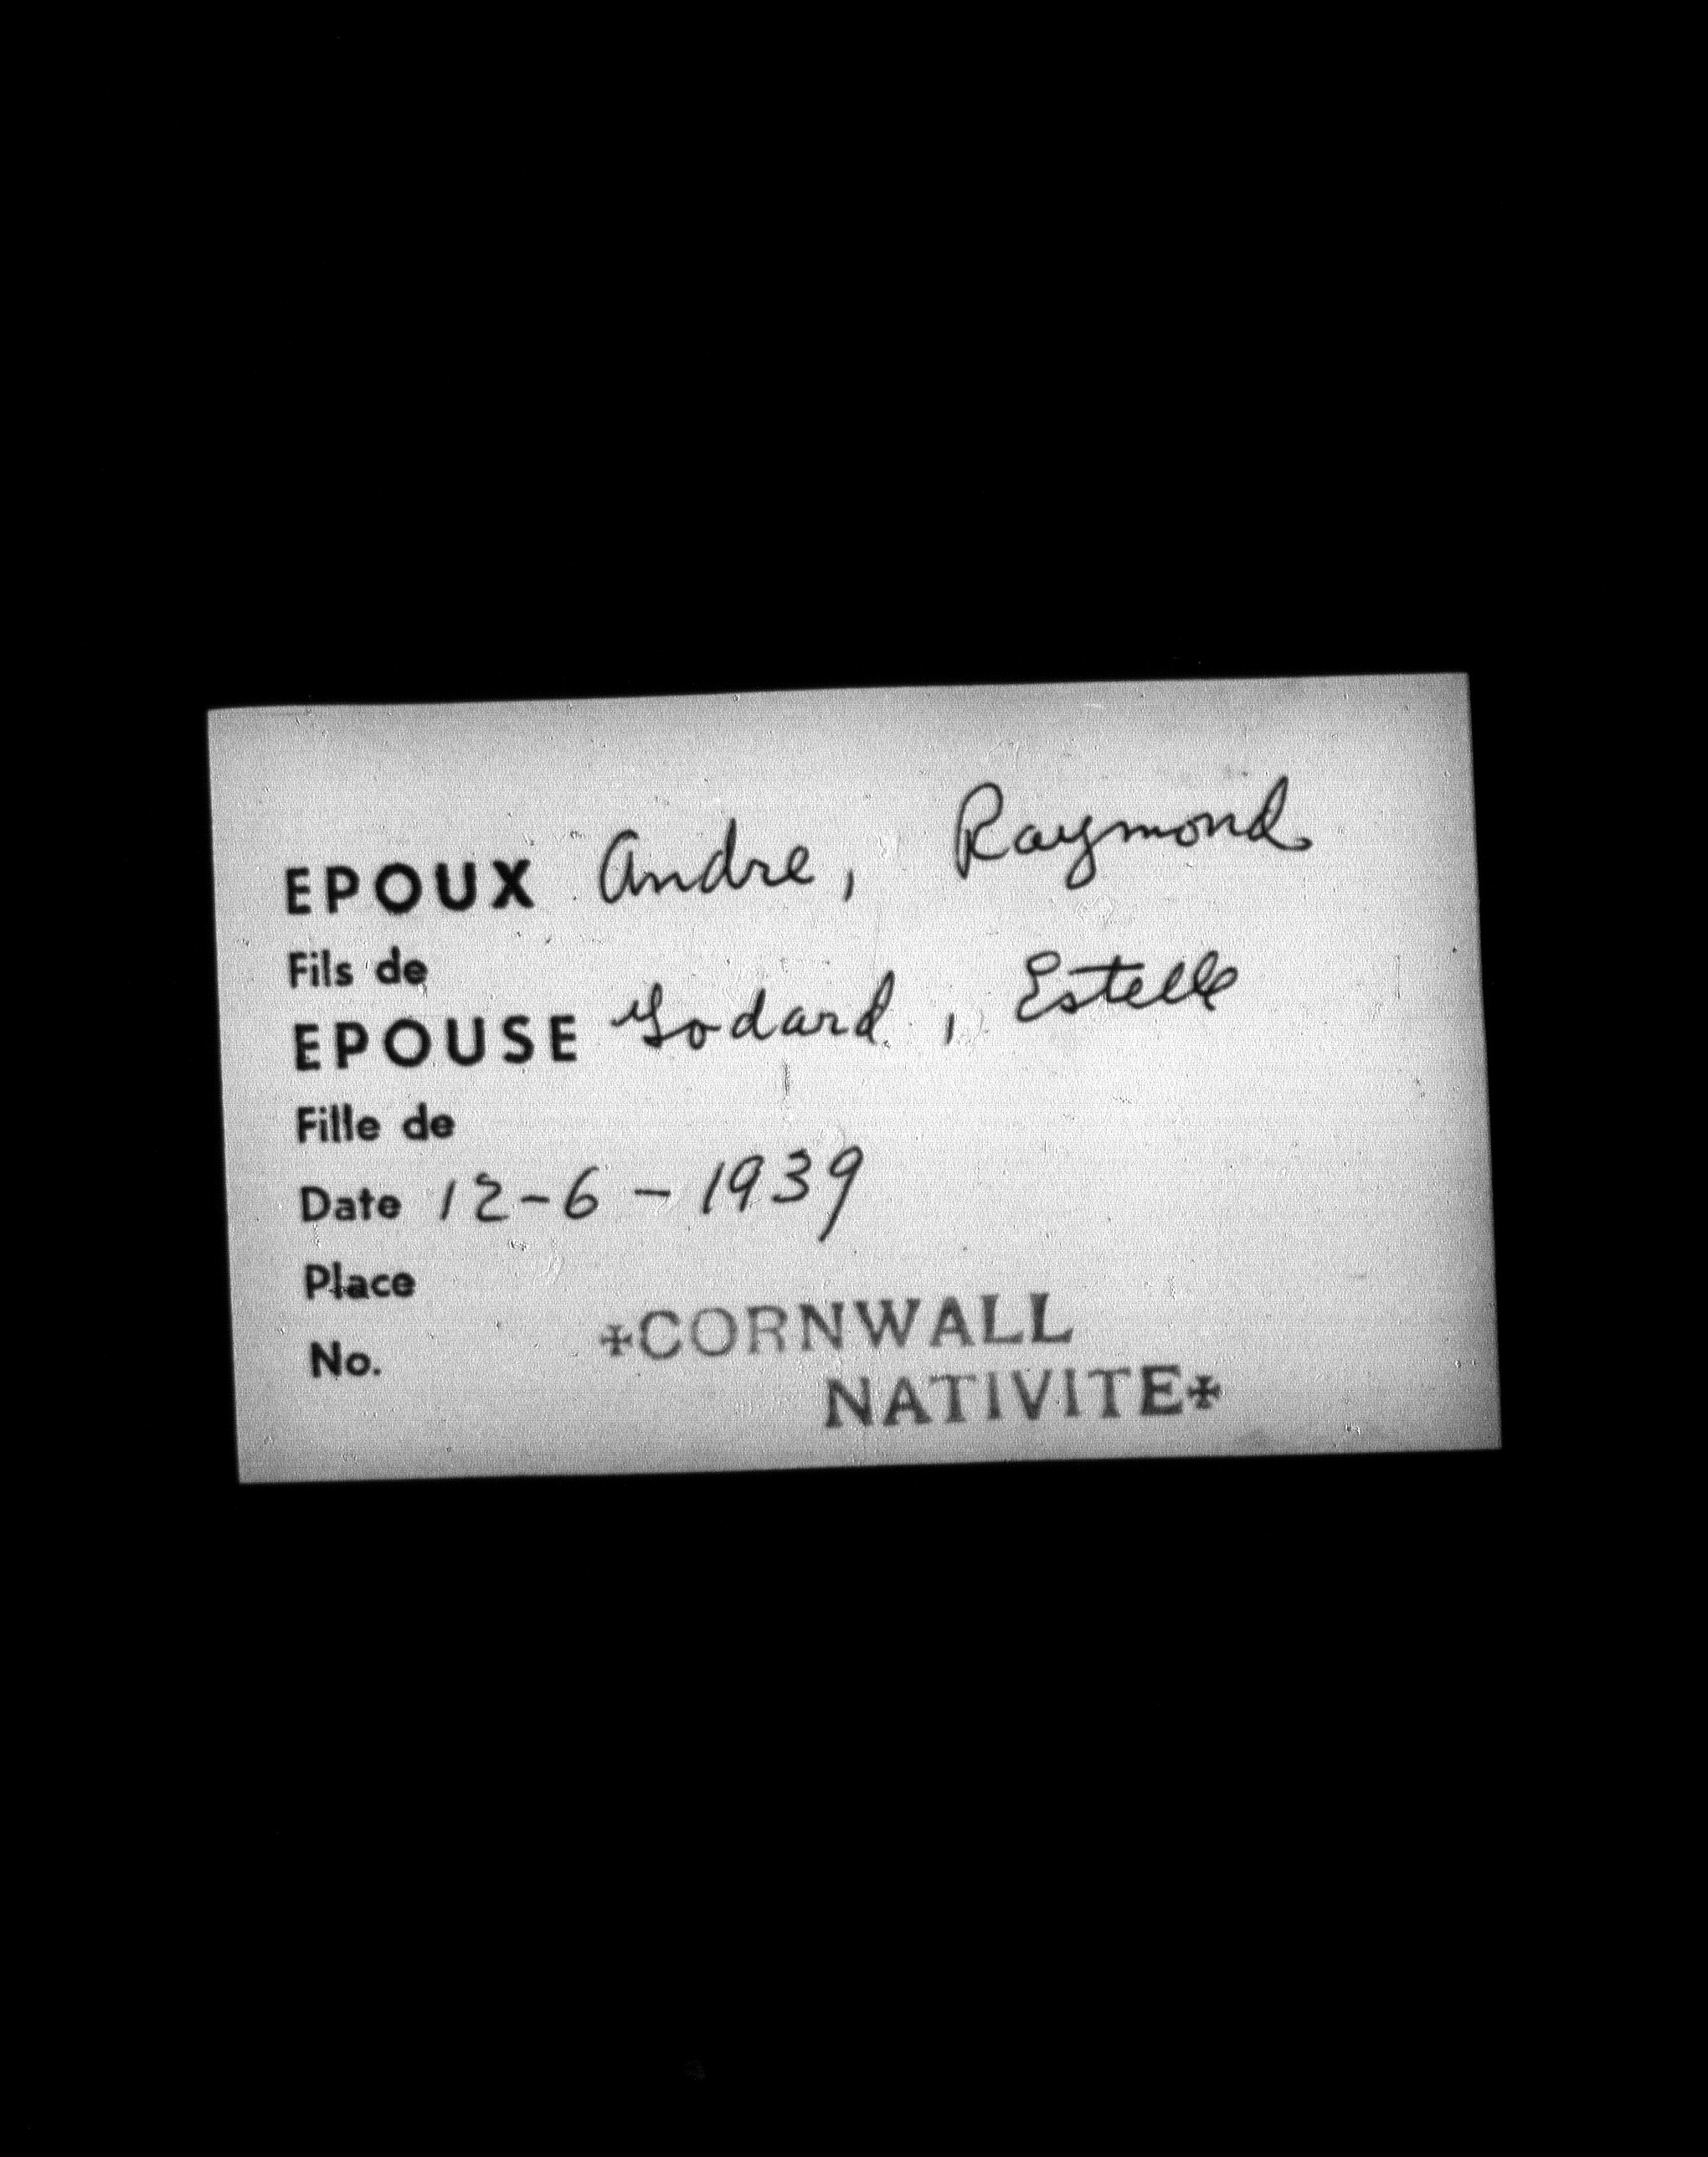 EPOUX Andre, Raymond
Fils de
EPOUSE Godard, Estelle
Fille de
Date 12-6-1939
Place
No.
✠CORNWALL
NATIVITE✠